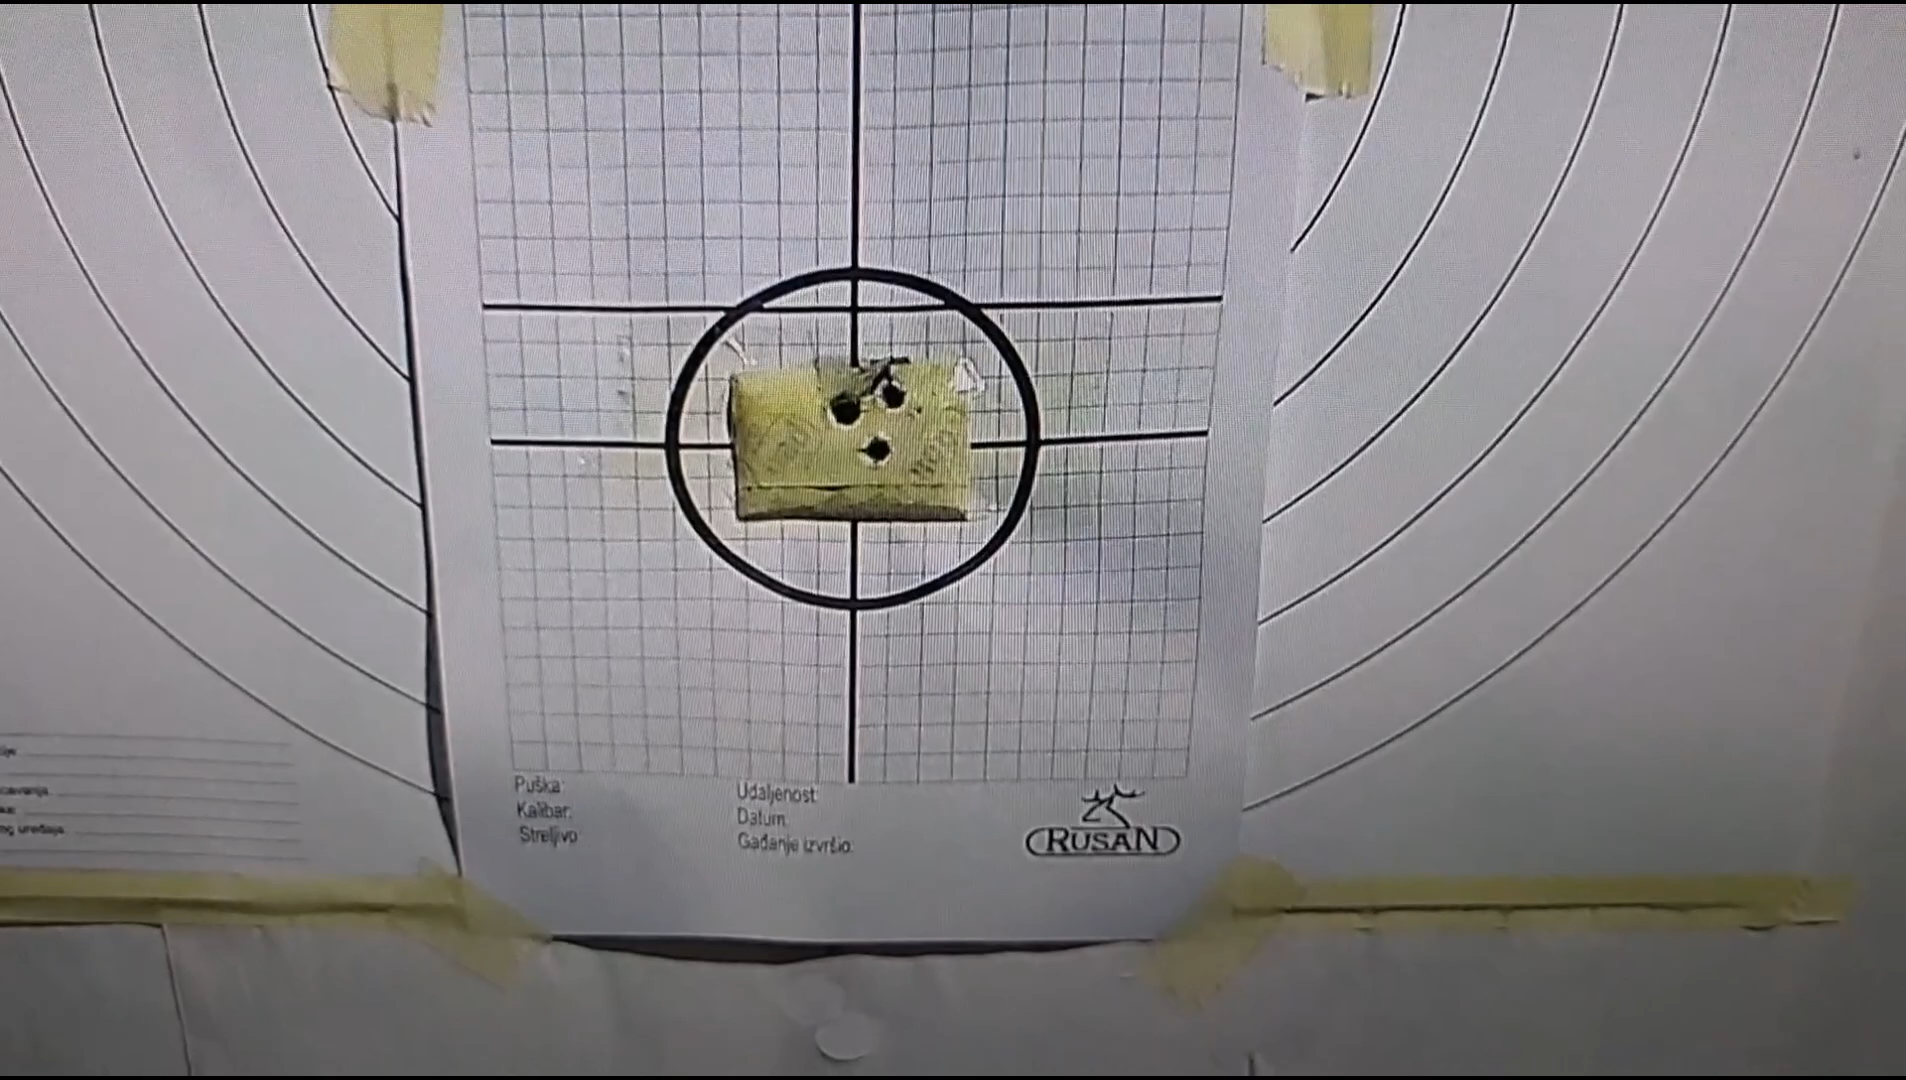 Puška:
Kalibar:
Streljivo
Udaljenost:
Datum:
Gađanje izvršio:
RUSAN